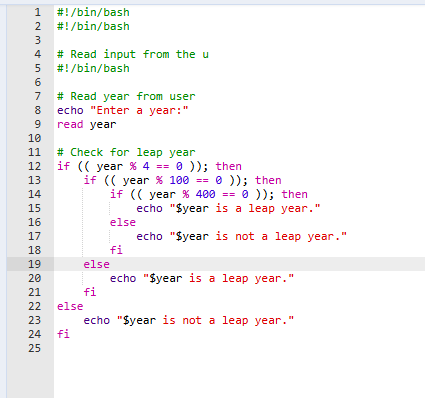 1 #!/bin/bash
2 #!/bin/bash
3
4 # Read input from the u
5 #!/bin/bash
6
7 # Read year from user
8 echo "Enter a year:"
9 read year
10
11 # Check for leap year
12 if (( year % 4 == 0 )); then
13     if (( year % 100 == 0 )); then
14         if (( year % 400 == 0 )); then
15             echo "$year is a leap year."
16         else
17             echo "$year is not a leap year."
18         fi
19     else
20         echo "$year is a leap year."
21     fi
22 else
23     echo "$year is not a leap year."
24 fi
25